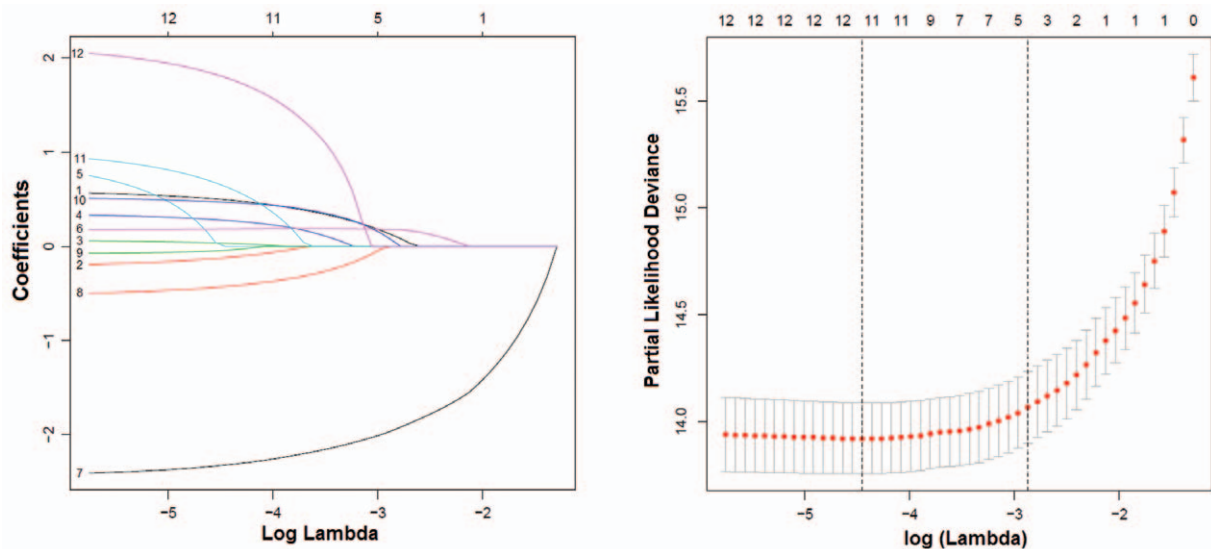 12 11 5 1
2
1
0
−1
−2
12
11
5
1
10
4
6
3
9
2
8
7
Coefficients
−5 −4 −3 −2
Log Lambda
12 12 12 12 12 11 11 9 7 7 5 3 2 1 1 1 0
15.5
15.0
14.5
14.0
Partial Likelihood Deviance
−5 −4 −3 −2
log (Lambda)